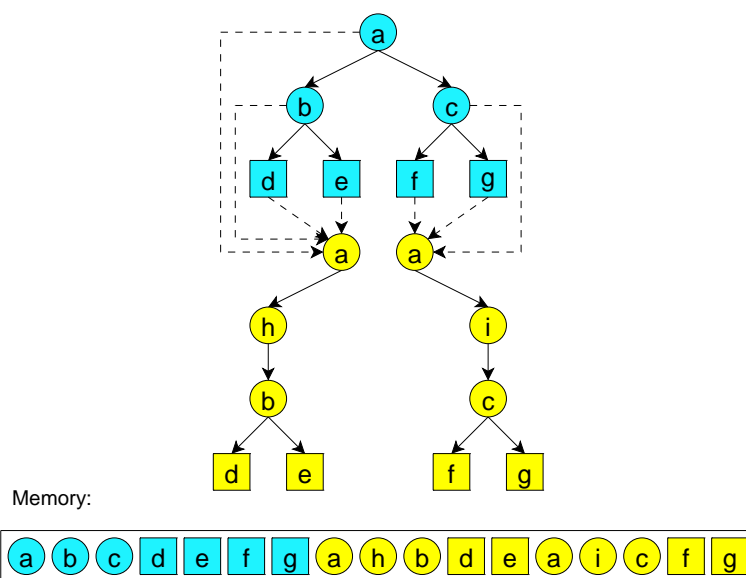 a
b c
d e f g
a a
h i
b c
d e f g
Memory:
a b c d e f g a h b d e a i c f g